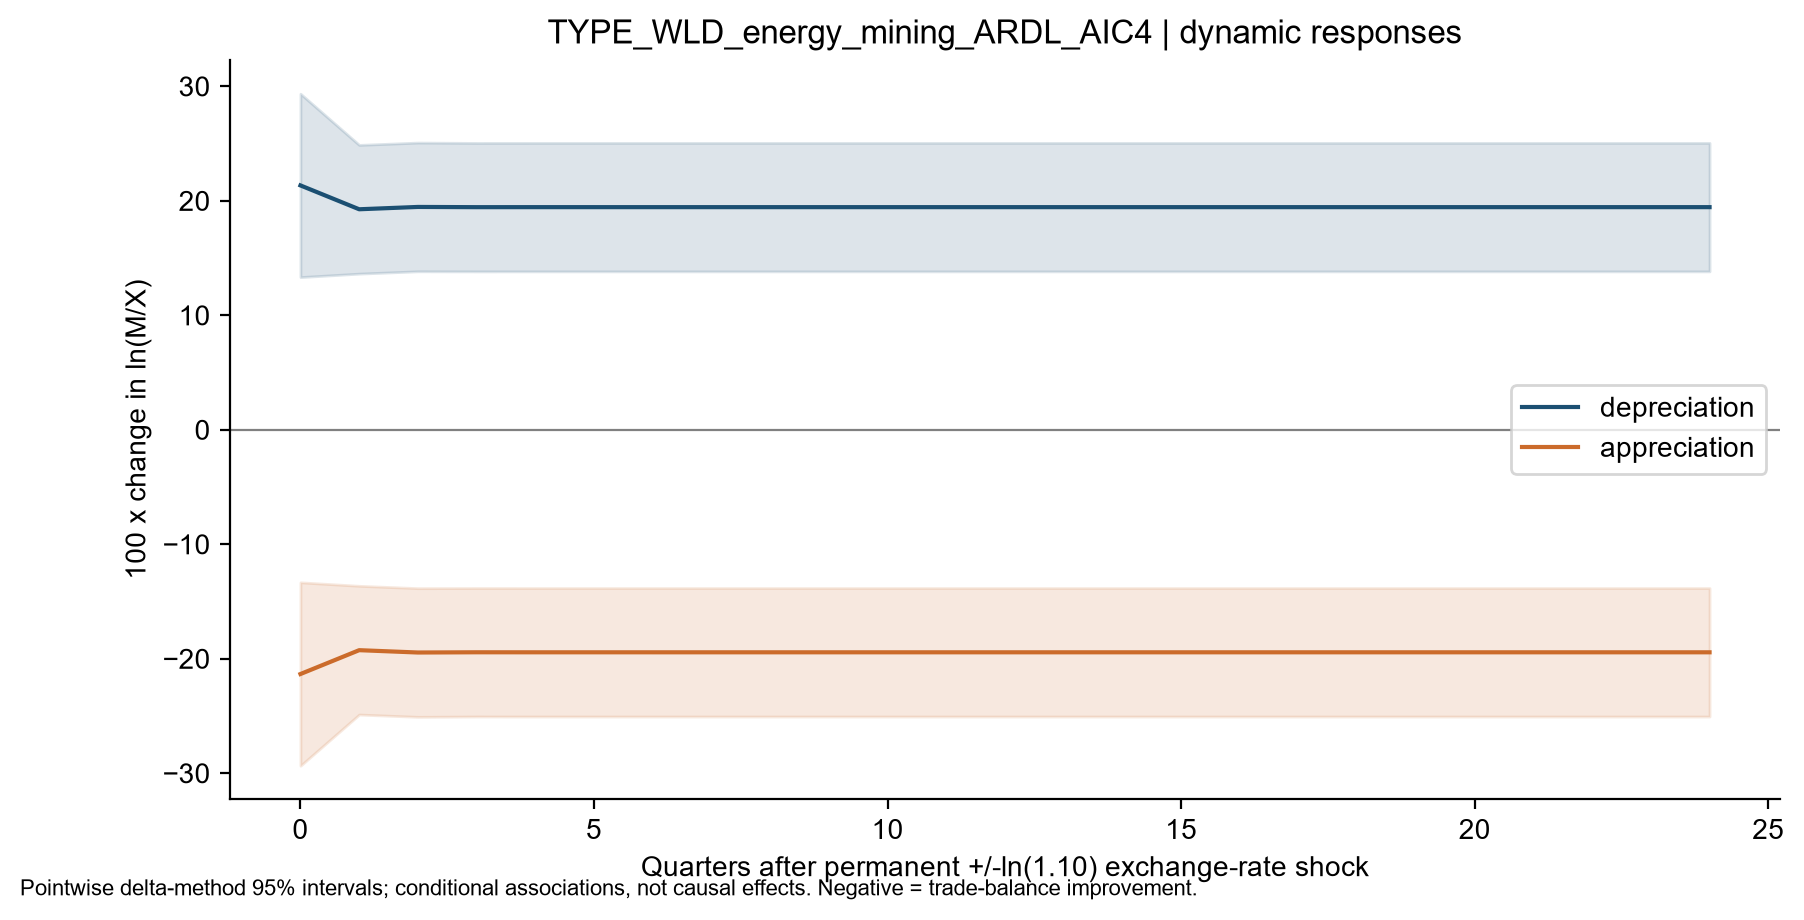 TYPE_WLD_energy_mining_ARDL_AIC4 | dynamic responses
100 x change in ln(M/X)
30
20
10
0
−10
−20
−30
depreciation
appreciation
0 5 10 15 20 25
Quarters after permanent +/-ln(1.10) exchange-rate shock
Pointwise delta-method 95% intervals; conditional associations, not causal effects. Negative = trade-balance improvement.